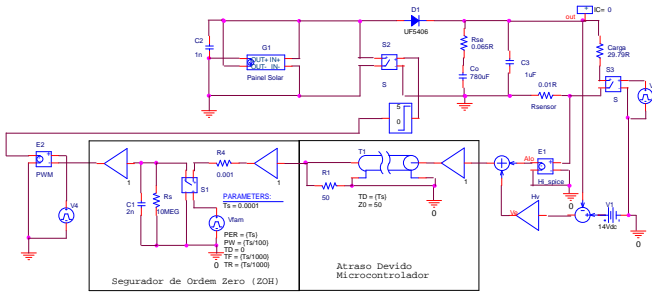 D1
UF5406
out
IC= 0
C2
1n
G1
OUT+ IN+
OUT- IN-
Painel Solar
S2
S
Rse
0.065R
Co
780uF
C3
1uF
Carga
29.79R
S3
S
V
0.01R
Rsensor
5
0
E2
PWM
V4
1
R4
0.001
1
S1
C1
2n
Rs
10MEG
PARAMETERS:
Ts = 0.0001
Vfam
PER = {Ts}
PW = {Ts/100}
TD = 0
TF = {Ts/1000}
TR = {Ts/1000}
0
Segurador de Ordem Zero (ZOH)
T1
R1
50
TD = {Ts}
Z0 = 50
0
1
Atraso Devido
Microcontrolador
Alo
E1
Hi_spice
0
Hv
Ve
V1
14Vdc
0
0